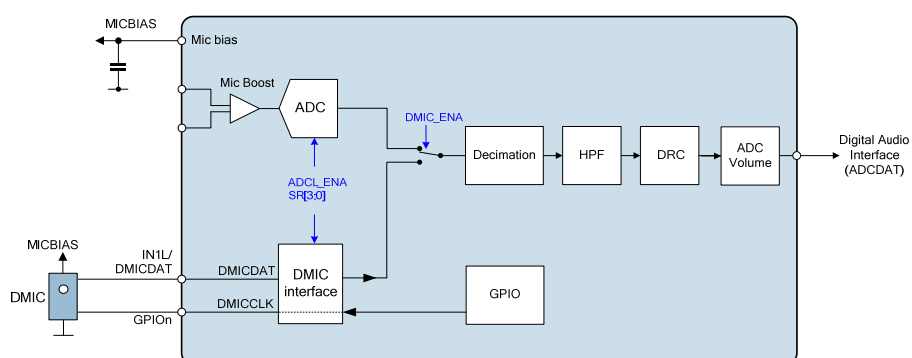 MICBIAS
Mic bias
Mic Boost
ADC
DMIC_ENA
Decimation
HPF
DRC
ADC
Volume
Digital Audio
Interface
(ADCDAT)
ADCL_ENA
SR[3:0]
MICBIAS
IN1L/
DMICDAT
DMICDAT
DMIC
interface
DMIC
GPIOn
DMICCLK
GPIO